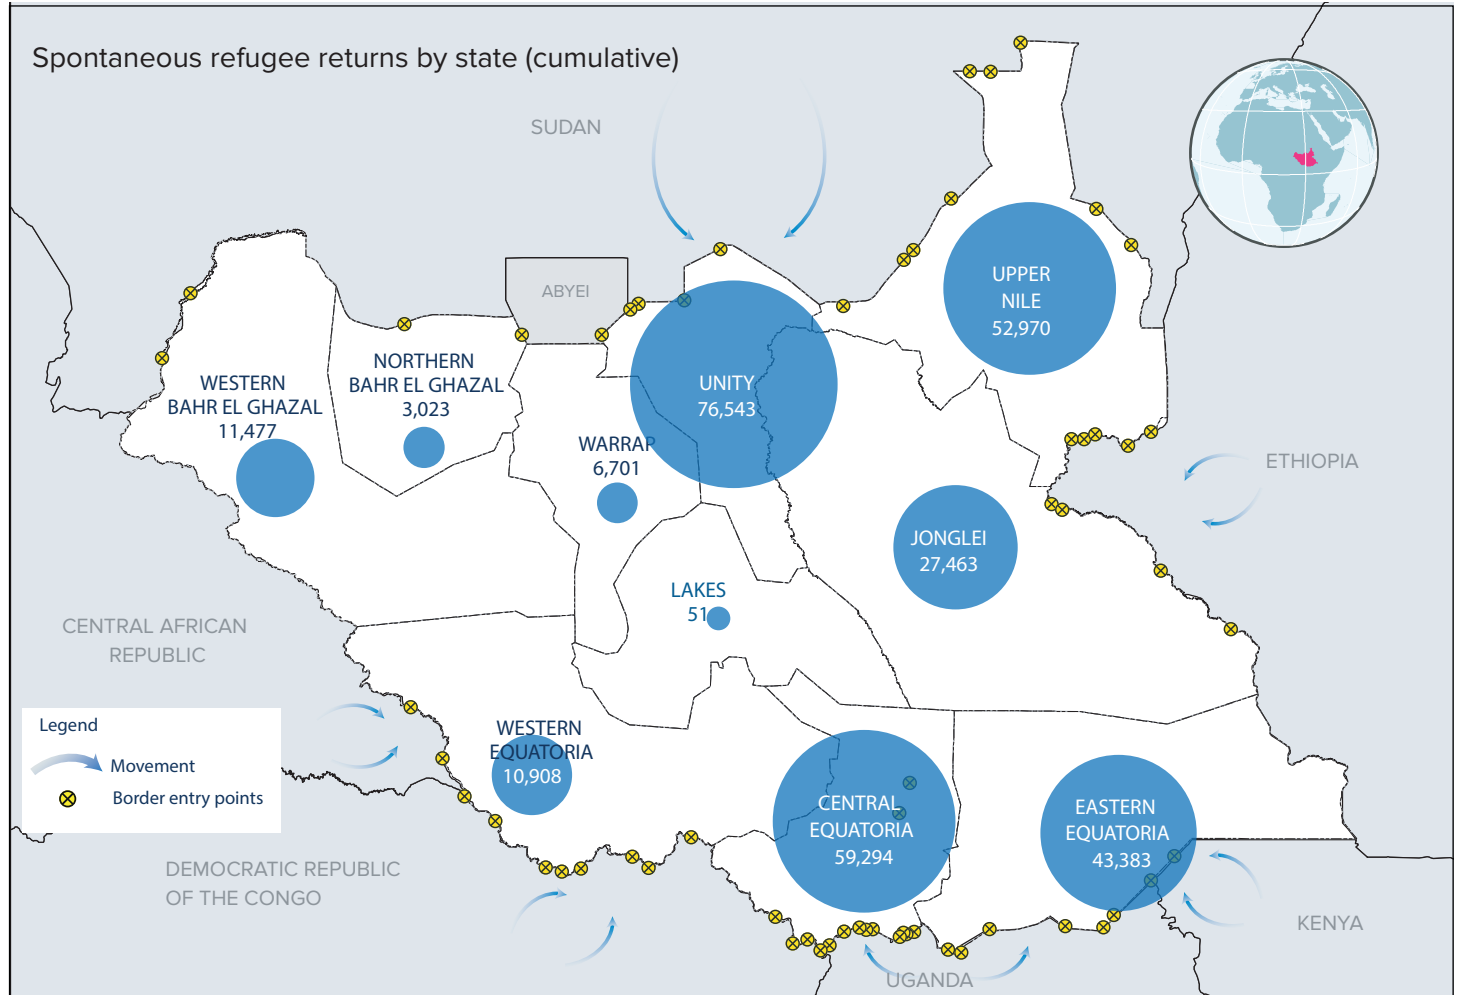 Spontaneous refugee returns by state (cumulative)
SUDAN
ABYEI
UPPER
NILE
52,970
NORTHERN
BAHR EL GHAZAL
3,023
WESTERN
BAHR EL GHAZAL
11,477
UNITY
76,543
WARRAP
6,701
ETHIOPIA
JONGLEI
27,463
LAKES
51
CENTRAL AFRICAN
REPUBLIC
Legend
Movement
Border entry points
WESTERN
EQUATORIA
10,908
CENTRAL
EQUATORIA
59,294
EASTERN
EQUATORIA
43,383
DEMOCRATIC REPUBLIC
OF THE CONGO
KENYA
UGANDA